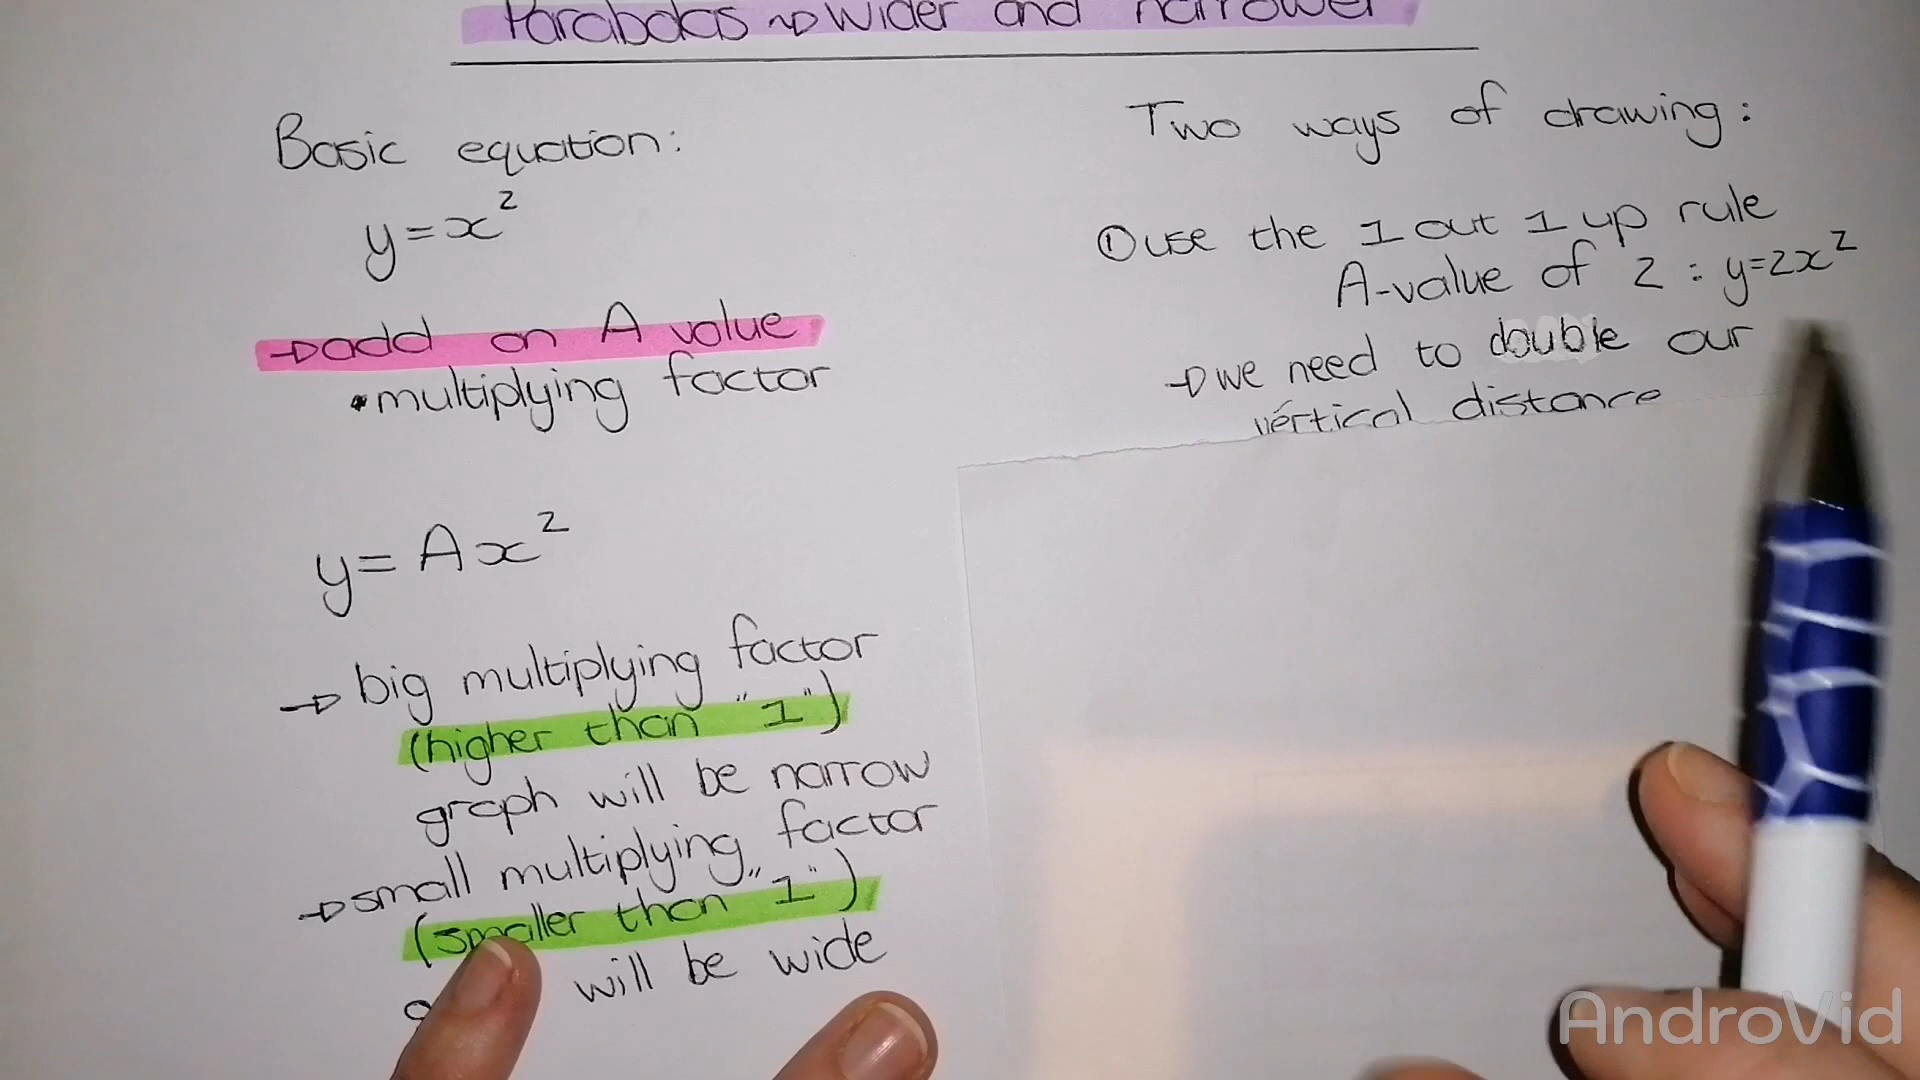 Parabolas → Wider and narrower
Basic equation:
y=x²
→ add on A value
• multiplying factor
y=Ax²
→ big multiplying factor
(higher than "1")
graph will be narrow
→ small multiplying factor
(smaller than "1")
will be wide
Two ways of drawing:
① use the 1 out 1 up rule
A-value of 2 : y=2x²
→ we need to double our
vertical distance
AndroVid